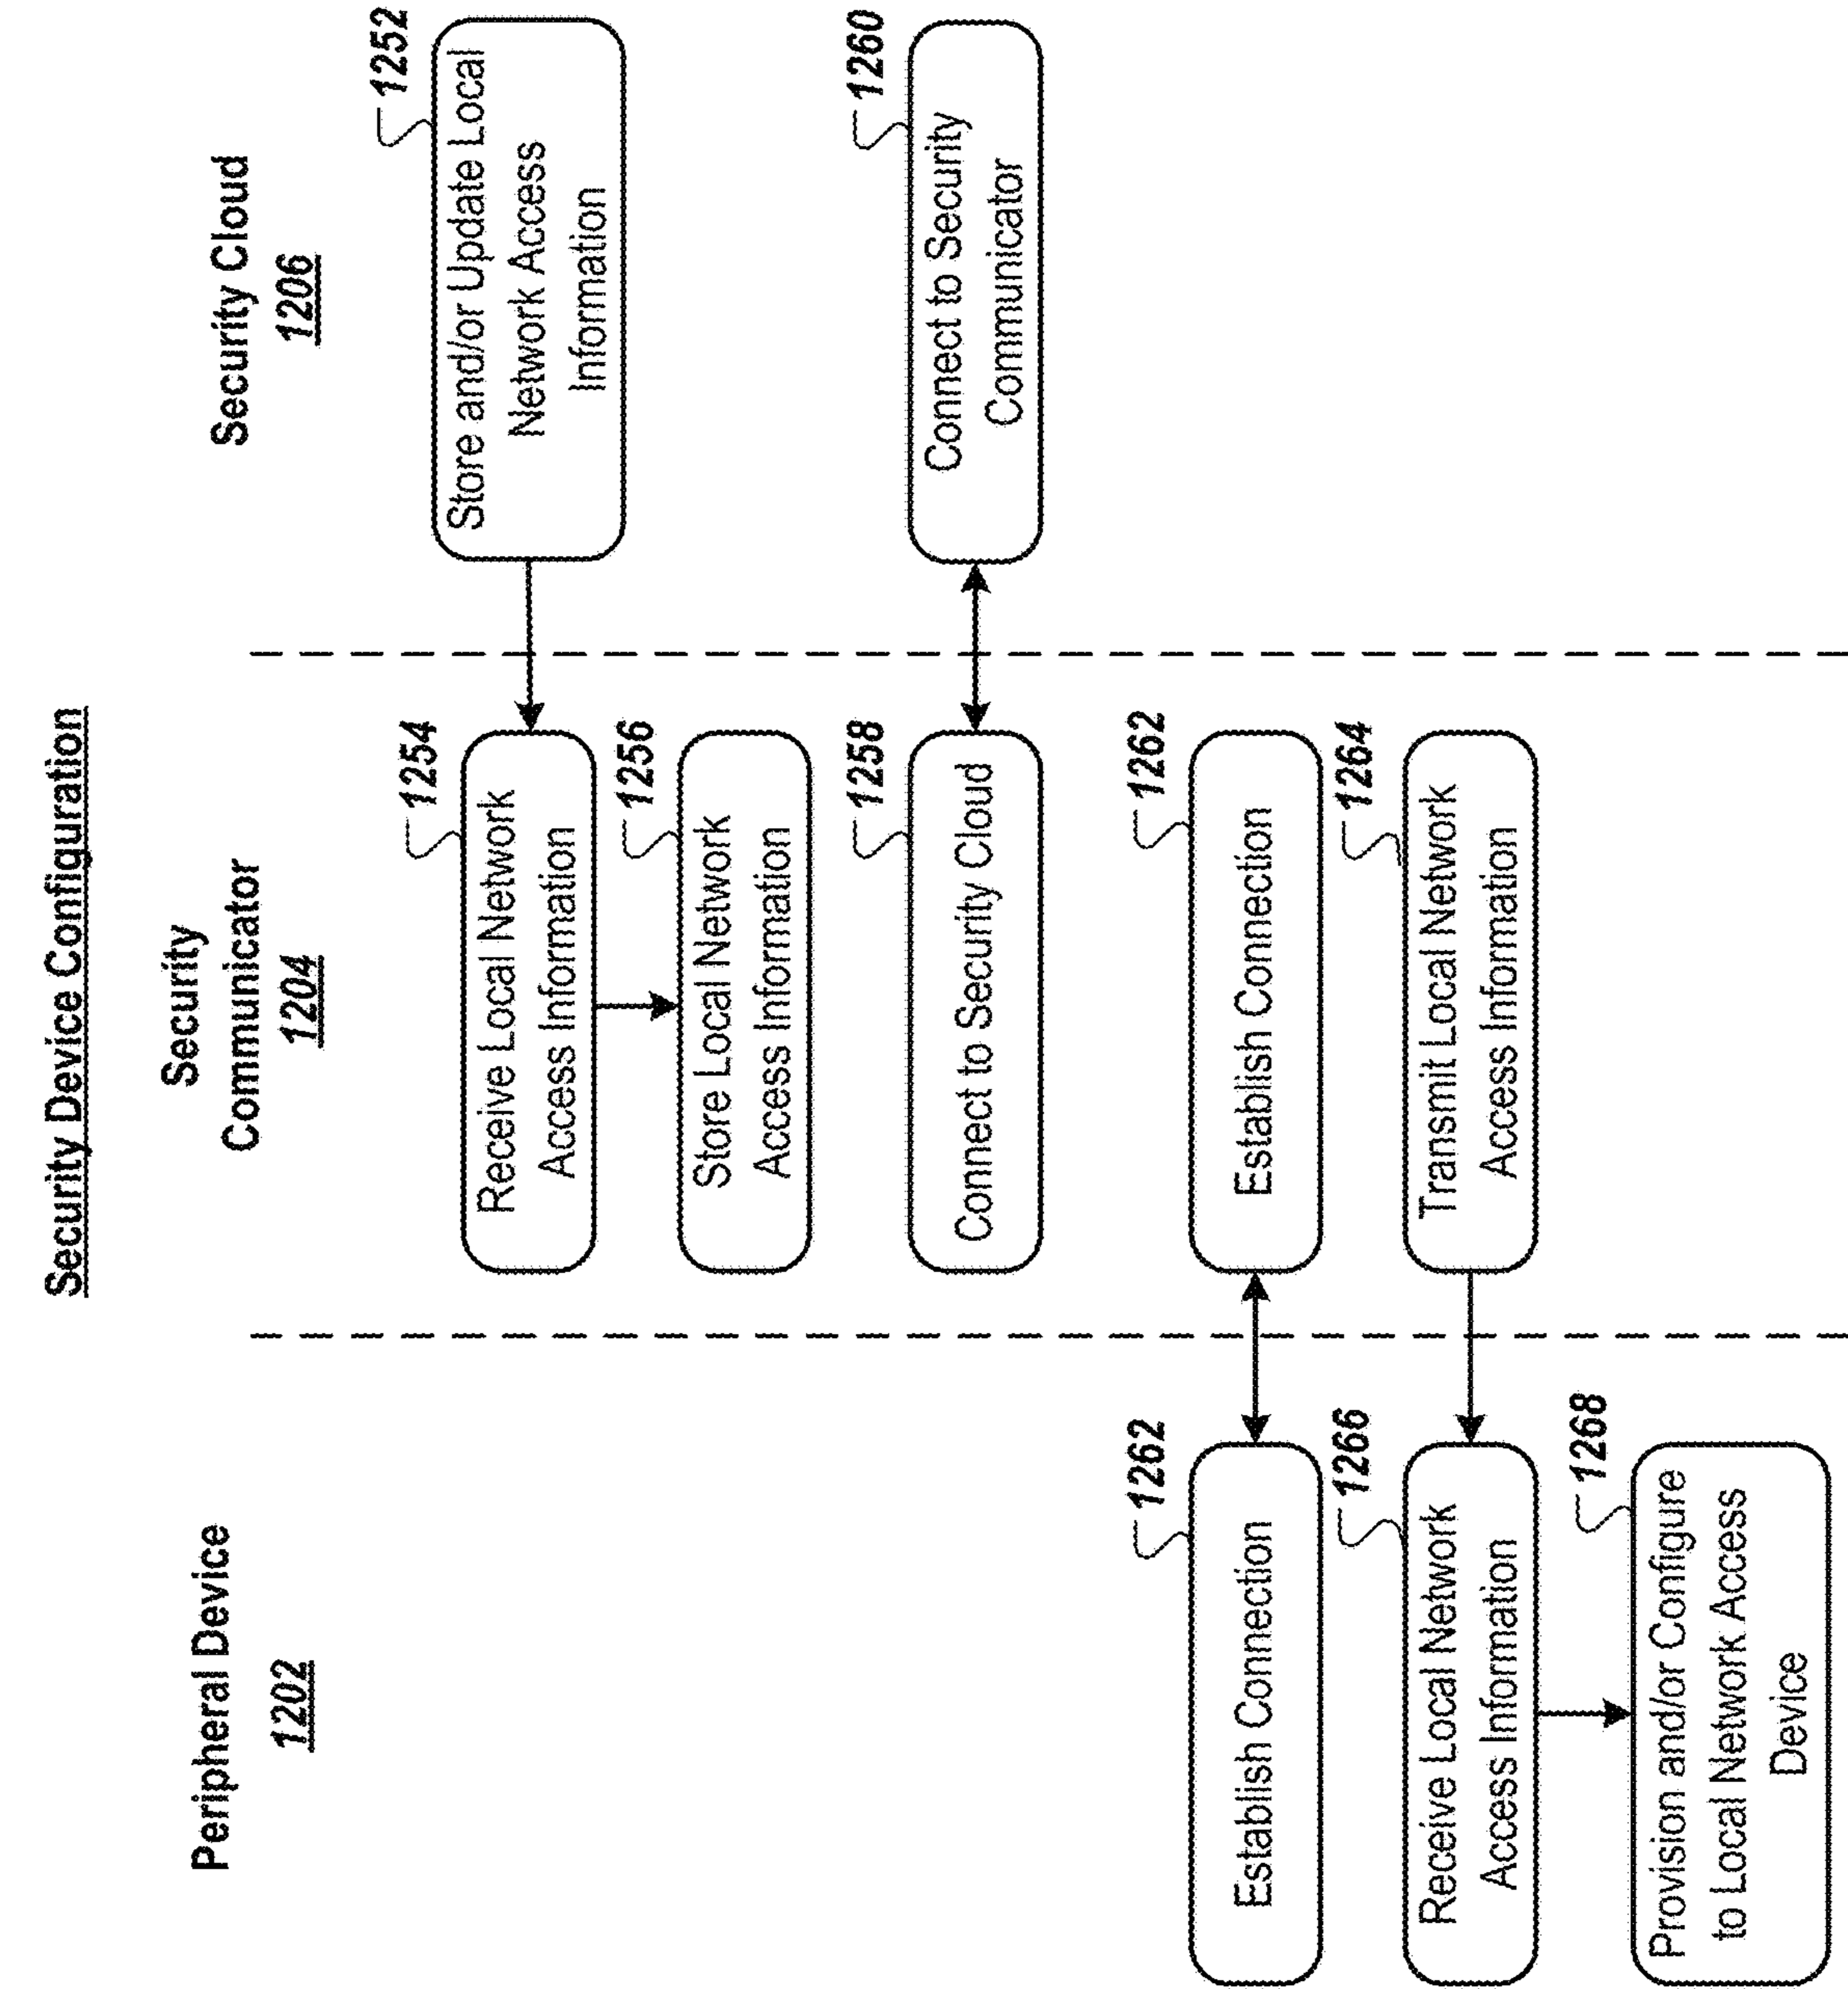 Security Device Configuration
Peripheral Device
1202
Security
Communicator
1204
Security Cloud
1206
1252
Store and/or Update Local
Network Access
Information
1254
Receive Local Network
Access Information
1256
Store Local Network
Access Information
1258
Connect to Security Cloud
1260
Connect to Security
Communicator
1262
Establish Connection
1262
Establish Connection
1264
Transmit Local Network
Access Information
1266
Receive Local Network
Access Information
1268
Provision and/or Configure
to Local Network Access
Device